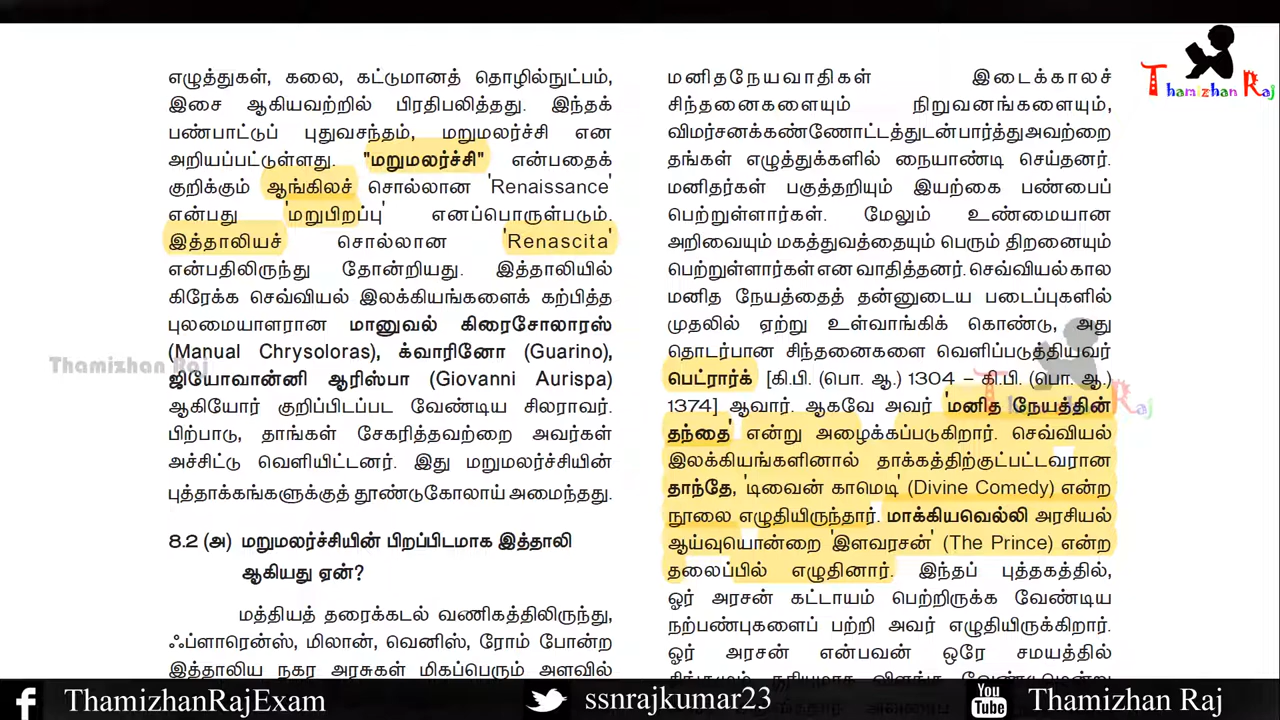 எழுத்துகள், கலை, கட்டுமானத் தொழில்நுட்பம்,
இசை ஆகியவற்றில் பிரதிபலித்தது. இந்தக்
பண்பாட்டுப் புதுவசந்தம், மறுமலர்ச்சி என
அறியப்பட்டுள்ளது. "மறுமலர்ச்சி" என்பதைக்
குறிக்கும் ஆங்கிலச் சொல்லான 'Renaissance'
என்பது 'மறுபிறப்பு' எனப்பொருள்படும்.
இத்தாலியச் சொல்லான 'Renascita'
என்பதிலிருந்து தோன்றியது. இத்தாலியில்
கிரேக்க செவ்வியல் இலக்கியங்களைக் கற்பித்த
புலமையாளரான மானுவல் கிரைசோலாரஸ்
(Manual Chrysoloras), க்வாரினோ (Guarino),
ஜியோவான்னி ஆரிஸ்பா (Giovanni Aurispa)
ஆகியோர் குறிப்பிடப்பட வேண்டிய சிலராவர்.
பிற்பாடு, தாங்கள் சேகரித்தவற்றை அவர்கள்
அச்சிட்டு வெளியிட்டனர். இது மறுமலர்ச்சியின்
புத்தாக்கங்களுக்குத் தூண்டுகோலாய் அமைந்தது.
8.2 (அ) மறுமலர்ச்சியின் பிறப்பிடமாக இத்தாலி
ஆகியது ஏன்?
மத்தியத் தரைக்கடல் வணிகத்திலிருந்து,
ஃப்ளாரென்ஸ், மிலான், வெனிஸ், ரோம் போன்ற
இத்தாலிய நகர அரசுகள் மிகப்பெரும் அளவில்
மனிதநேயவாதிகள் இடைக்காலச்
சிந்தனைகளையும் நிறுவனங்களையும்,
விமர்சனக்கண்ணோட்டத்துடன்பார்த்துஅவற்றை
தங்கள் எழுத்துக்களில் நையாண்டி செய்தனர்.
மனிதர்கள் பகுத்தறியும் இயற்கை பண்பைப்
பெற்றுள்ளார்கள். மேலும் உண்மையான
அறிவையும் மகத்துவத்தையும் பெரும் திறனையும்
பெற்றுள்ளார்கள் என வாதித்தனர். செவ்வியல் கால
மனித நேயத்தைத் தன்னுடைய படைப்புகளில்
முதலில் ஏற்று உள்வாங்கிக் கொண்டு, அது
தொடர்பான சிந்தனைகளை வெளிப்படுத்தியவர்
பெட்ரார்க் [கி.பி. (பொ. ஆ.) 1304 – கி.பி. (பொ. ஆ.)
1374] ஆவார். ஆகவே அவர் 'மனித நேயத்தின்
தந்தை' என்று அழைக்கப்படுகிறார். செவ்வியல்
இலக்கியங்களினால் தாக்கத்திற்குட்பட்டவரான
தாந்தே, 'டிவைன் காமெடி' (Divine Comedy) என்ற
நூலை எழுதியிருந்தார். மாக்கியவெல்லி அரசியல்
ஆய்வுயொன்றை 'இளவரசன்' (The Prince) என்ற
தலைப்பில் எழுதினார். இந்தப் புத்தகத்தில்,
ஓர் அரசன் கட்டாயம் பெற்றிருக்க வேண்டிய
நற்பண்புகளைப் பற்றி அவர் எழுதியிருக்கிறார்.
ஓர் அரசன் என்பவன் ஒரே சமயத்தில்
Thamizhan Raj
Thamizhan Raj
ThamizhanRajExam
ssnrajkumar23
You Tube
Thamizhan Raj